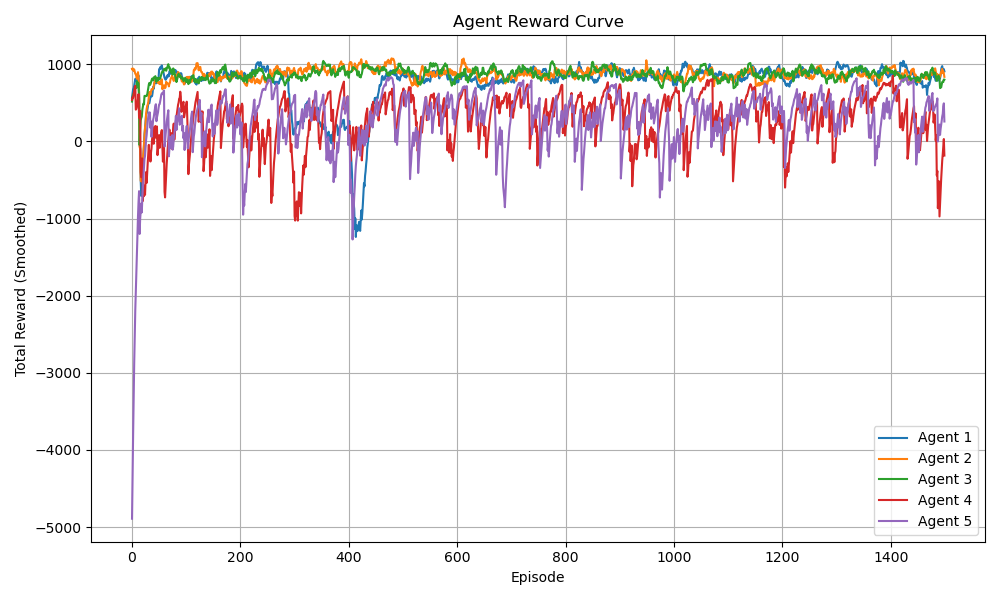 Agent Reward Curve
Total Reward (Smoothed)
1000
0
−1000
−2000
−3000
−4000
−5000
0 200 400 600 800 1000 1200 1400
Episode
Agent 1
Agent 2
Agent 3
Agent 4
Agent 5